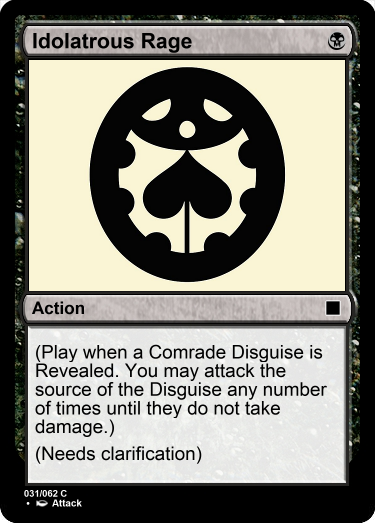 Idolatrous Rage
Action
(Play when a Comrade Disguise is
Revealed. You may attack the
source of the Disguise any number
of times until they do not take
damage.)
(Needs clarification)
031/062 C
• Attack